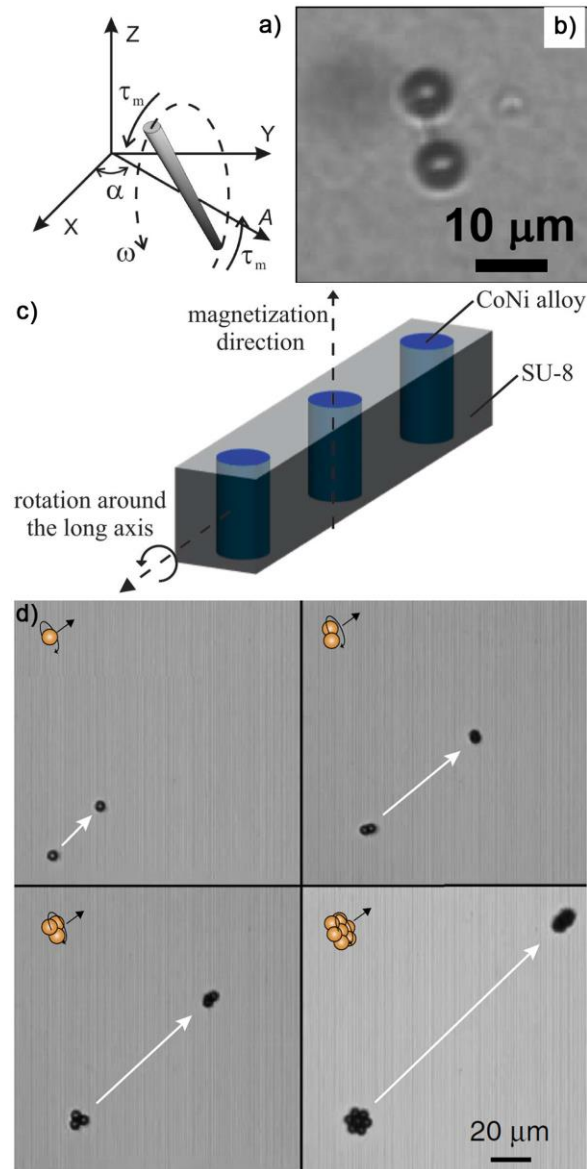 a)
Z
τm
Y
α
X
A
ω
τm
b)
10 μm
c)
magnetization
direction
CoNi alloy
SU-8
rotation around
the long axis
d)
20 μm